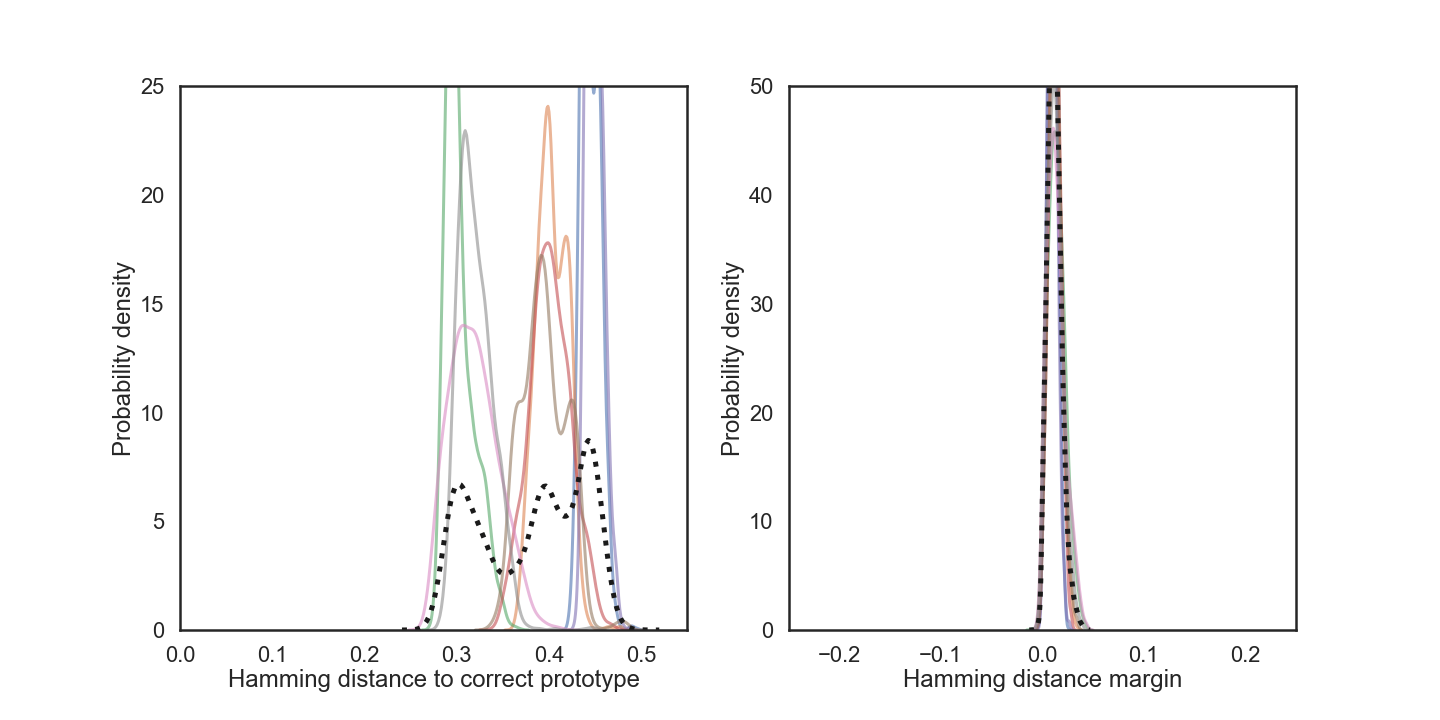 25
20
15
10
5
0
Probability density
0.0 0.1 0.2 0.3 0.4 0.5
Hamming distance to correct prototype
50
40
30
20
10
0
Probability density
−0.2 −0.1 0.0 0.1 0.2
Hamming distance margin